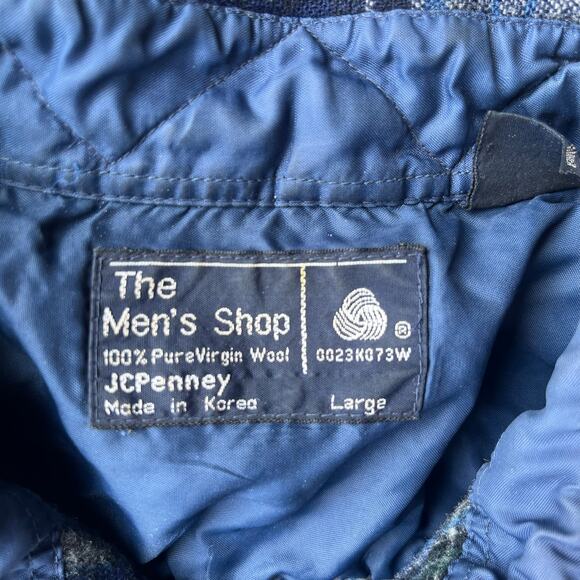 The
Men's Shop
100% PureVirgin Wool
JCPenney
Made in Korea
®
0023K073W
Large